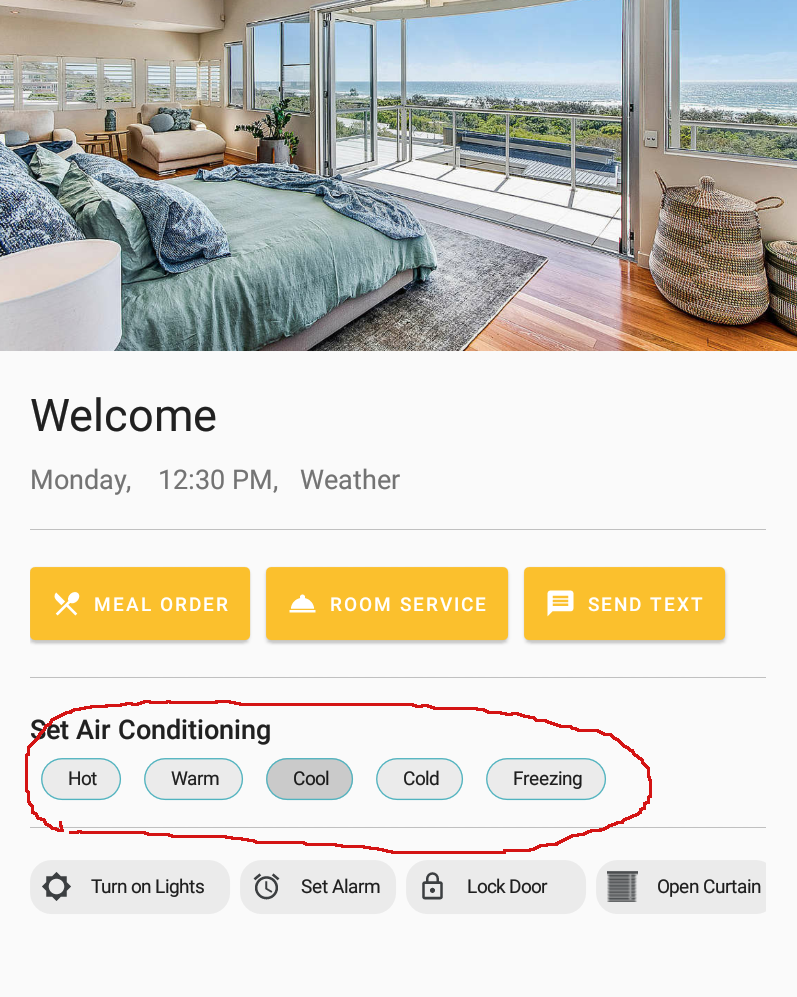 Welcome
Monday, 12:30 PM, Weather
MEAL ORDER ROOM SERVICE SEND TEXT
Set Air Conditioning
Hot Warm Cool Cold Freezing
Turn on Lights Set Alarm Lock Door Open Curtain